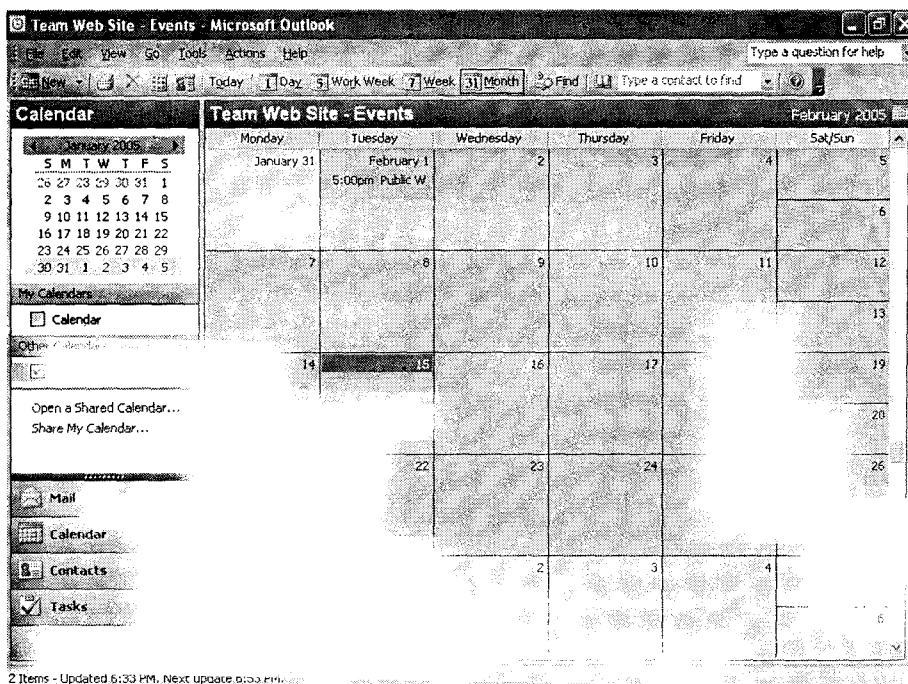 Team Web Site - Events - Microsoft Outlook
File Edit View Go Tools Actions Help Type a question for help
New Today 1 Day 5 Work Week 7 Week 31 Month Find Type a contact to find
Calendar
January 2005
S M T W T F S
26 27 28 29 30 31 1
2 3 4 5 6 7 8
9 10 11 12 13 14 15
16 17 18 19 20 21 22
23 24 25 26 27 28 29
30 31 1 2 3 4 5
My Calendars
Calendar
Other
Open a Shared Calendar...
Share My Calendar...
Mail
Calendar
Contacts
Tasks
Team Web Site - Events February 2005
Monday Tuesday Wednesday Thursday Friday Sat/Sun
January 31 February 1 2 3 4 5
5:00pm Public W
6
7 8 9 10 11 12
13
14 15 16 17 19
20
22 23 24 26
2 3 4
6
2 Items - Updated 6:33 PM. Next update 6:53 PM.